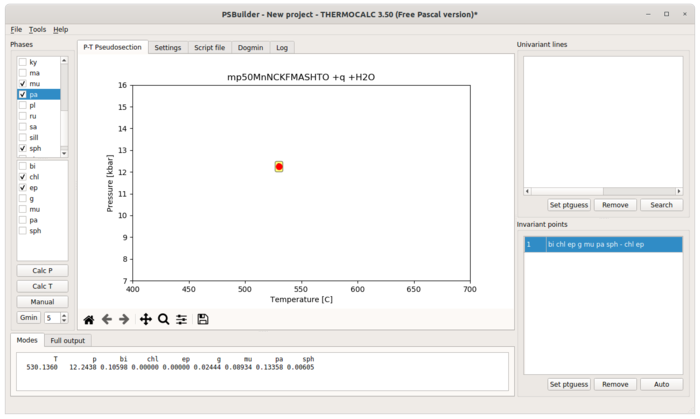 PSBuilder - New project - THERMOCALC 3.50 (Free Pascal version)*
File Tools Help
Phases
ky
ma
mu
pa
pl
ru
sa
sill
sph
bi
chl
ep
g
mu
pa
sph
Calc P
Calc T
Manual
Gmin 5
P-T Pseudosection Settings Script file Dogmin Log
mp50MnNCKFMASHTO +q +H2O
Pressure [kbar]
16
15
14
13
12
11
10
9
8
7
400 450 500 550 600 650 700
Temperature [C]
Univariant lines
Set ptguess Remove Search
Invariant points
1 bi chl ep g mu pa sph - chl ep
Set ptguess Remove Auto
Modes Full output
T p bi chl ep g mu pa sph
530.1360 12.2438 0.10598 0.00000 0.00000 0.02444 0.08934 0.13358 0.00605